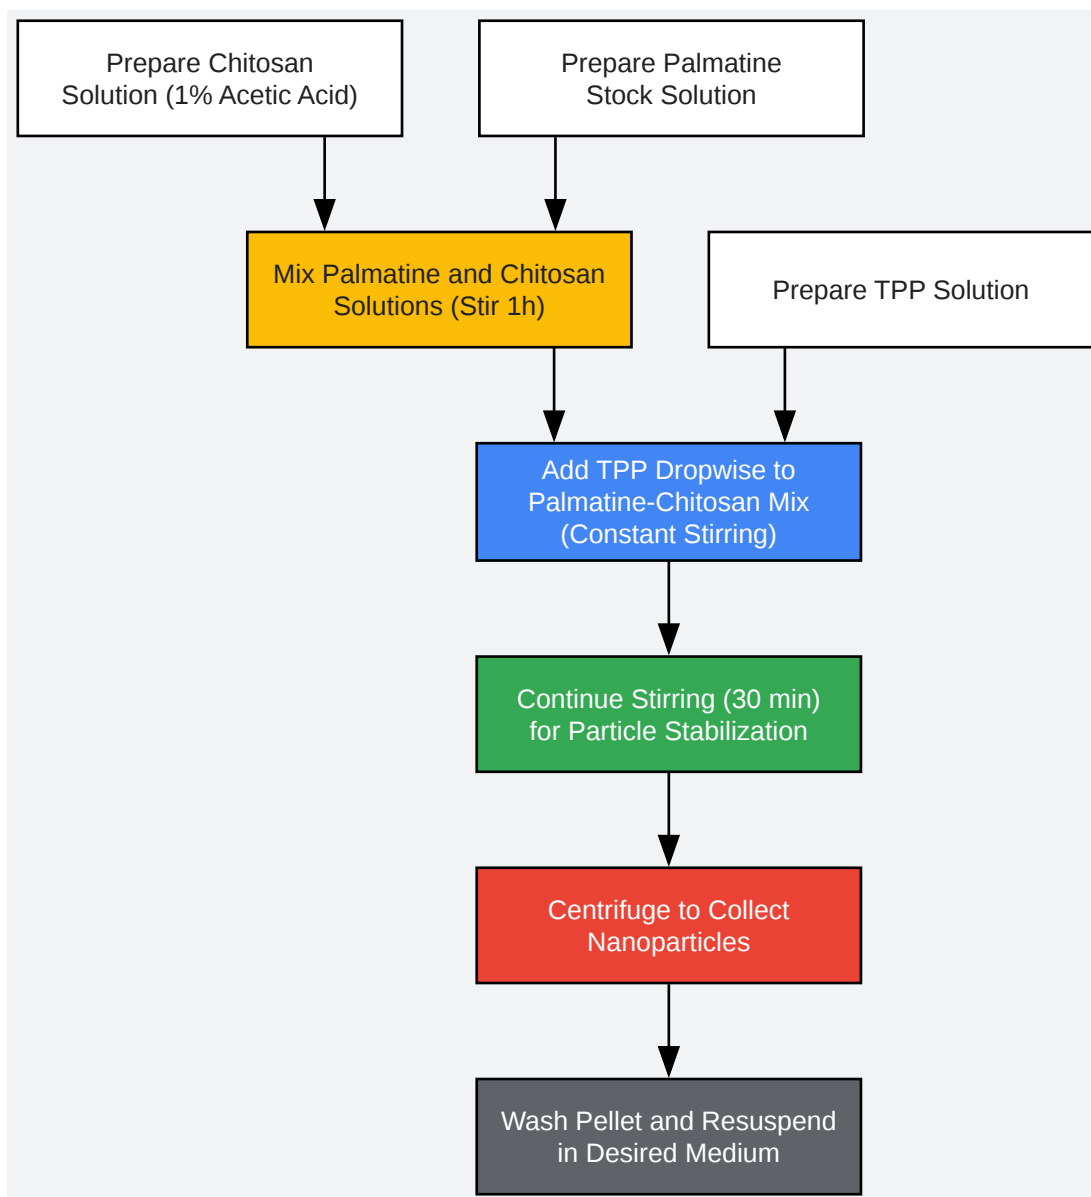 Prepare Chitosan
Solution (1% Acetic Acid)
Prepare Palmatine
Stock Solution
Mix Palmatine and Chitosan
Solutions (Stir 1h)
Prepare TPP Solution
Add TPP Dropwise to
Palmatine-Chitosan Mix
(Constant Stirring)
Continue Stirring (30 min)
for Particle Stabilization
Centrifuge to Collect
Nanoparticles
Wash Pellet and Resuspend
in Desired Medium